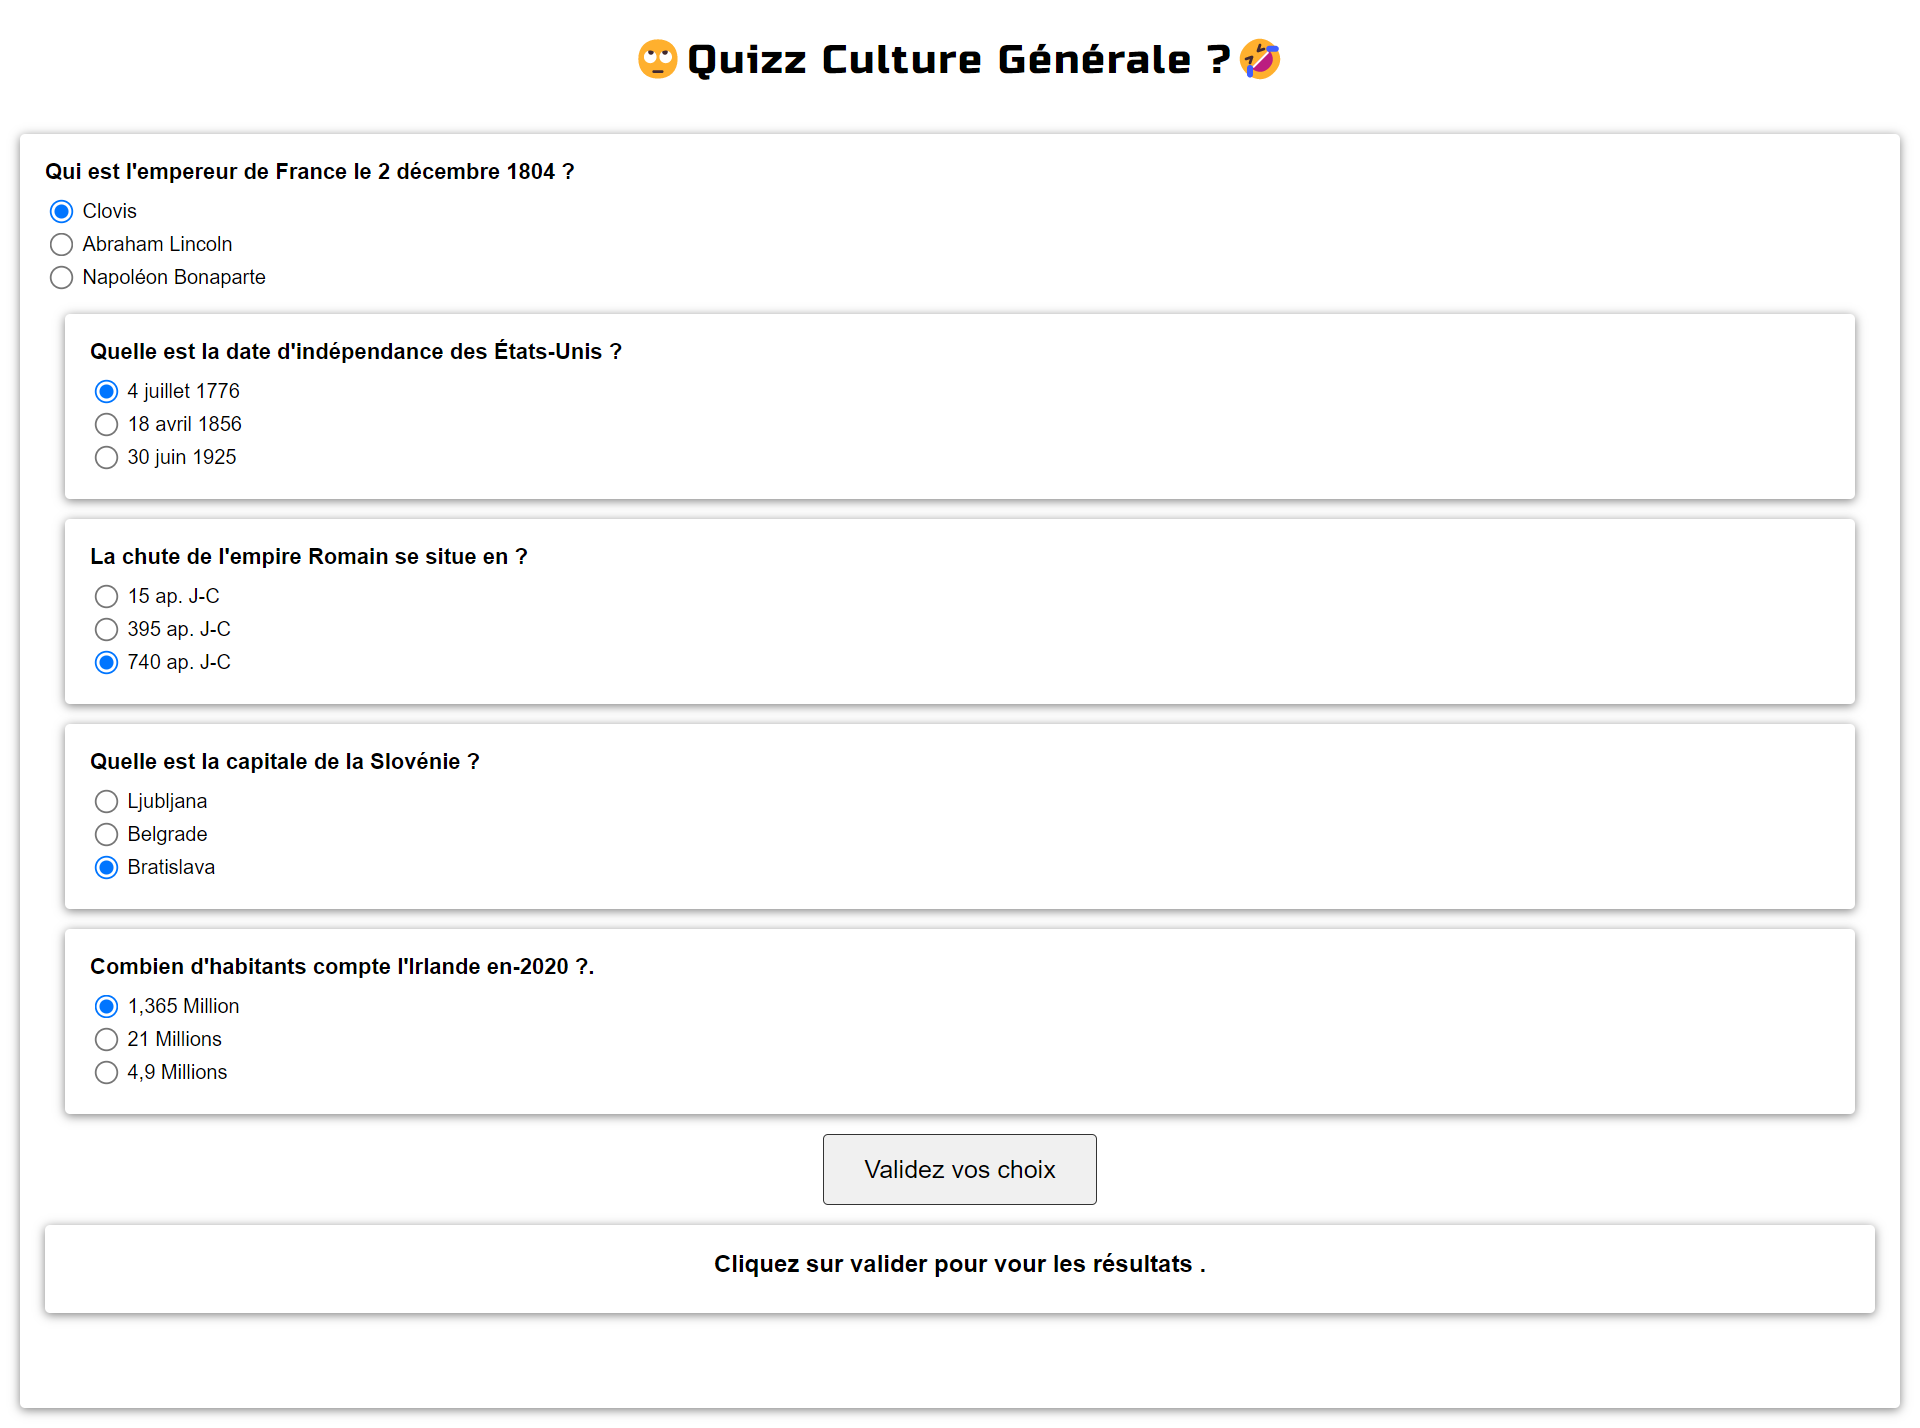 🙄Quizz Culture Générale ?🤣
Qui est l'empereur de France le 2 décembre 1804 ?
Clovis
Abraham Lincoln
Napoléon Bonaparte
Quelle est la date d'indépendance des États-Unis ?
4 juillet 1776
18 avril 1856
30 juin 1925
La chute de l'empire Romain se situe en ?
15 ap. J-C
395 ap. J-C
740 ap. J-C
Quelle est la capitale de la Slovénie ?
Ljubljana
Belgrade
Bratislava
Combien d'habitants compte l'Irlande en-2020 ?.
1,365 Million
21 Millions
4,9 Millions
Validez vos choix
Cliquez sur valider pour vour les résultats .